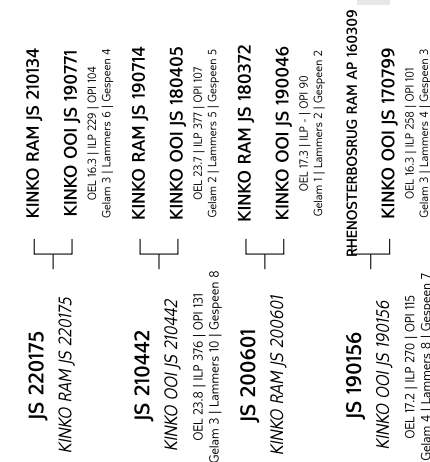 JS 220175
KINKO RAM JS 220175
KINKO RAM JS 210134
KINKO OOI JS 190771
OEL 16.3 | ILP 229 | OPI 104
Gelam 3 | Lammers 6 | Gespeen 4
JS 210442
KINKO OOI JS 210442
OEL 23.8 | ILP 376 | OPI 131
Gelam 3 | Lammers 10 | Gespeen 8
KINKO RAM JS 190714
KINKO OOI JS 180405
OEL 23.7 | ILP 377 | OPI 107
Gelam 2 | Lammers 5 | Gespeen 5
JS 200601
KINKO RAM JS 200601
KINKO RAM JS 180372
KINKO OOI JS 190046
OEL 17.3 | ILP - | OPI 90
Gelam 1 | Lammers 2 | Gespeen 2
JS 190156
KINKO OOI JS 190156
OEL 17.2 | ILP 270 | OPI 115
Gelam 4 | Lammers 8 | Gespeen 7
RHENOSTERBOSRUG RAM AP 160309
KINKO OOI JS 170799
OEL 16.3 | ILP 258 | OPI 101
Gelam 3 | Lammers 4 | Gespeen 3